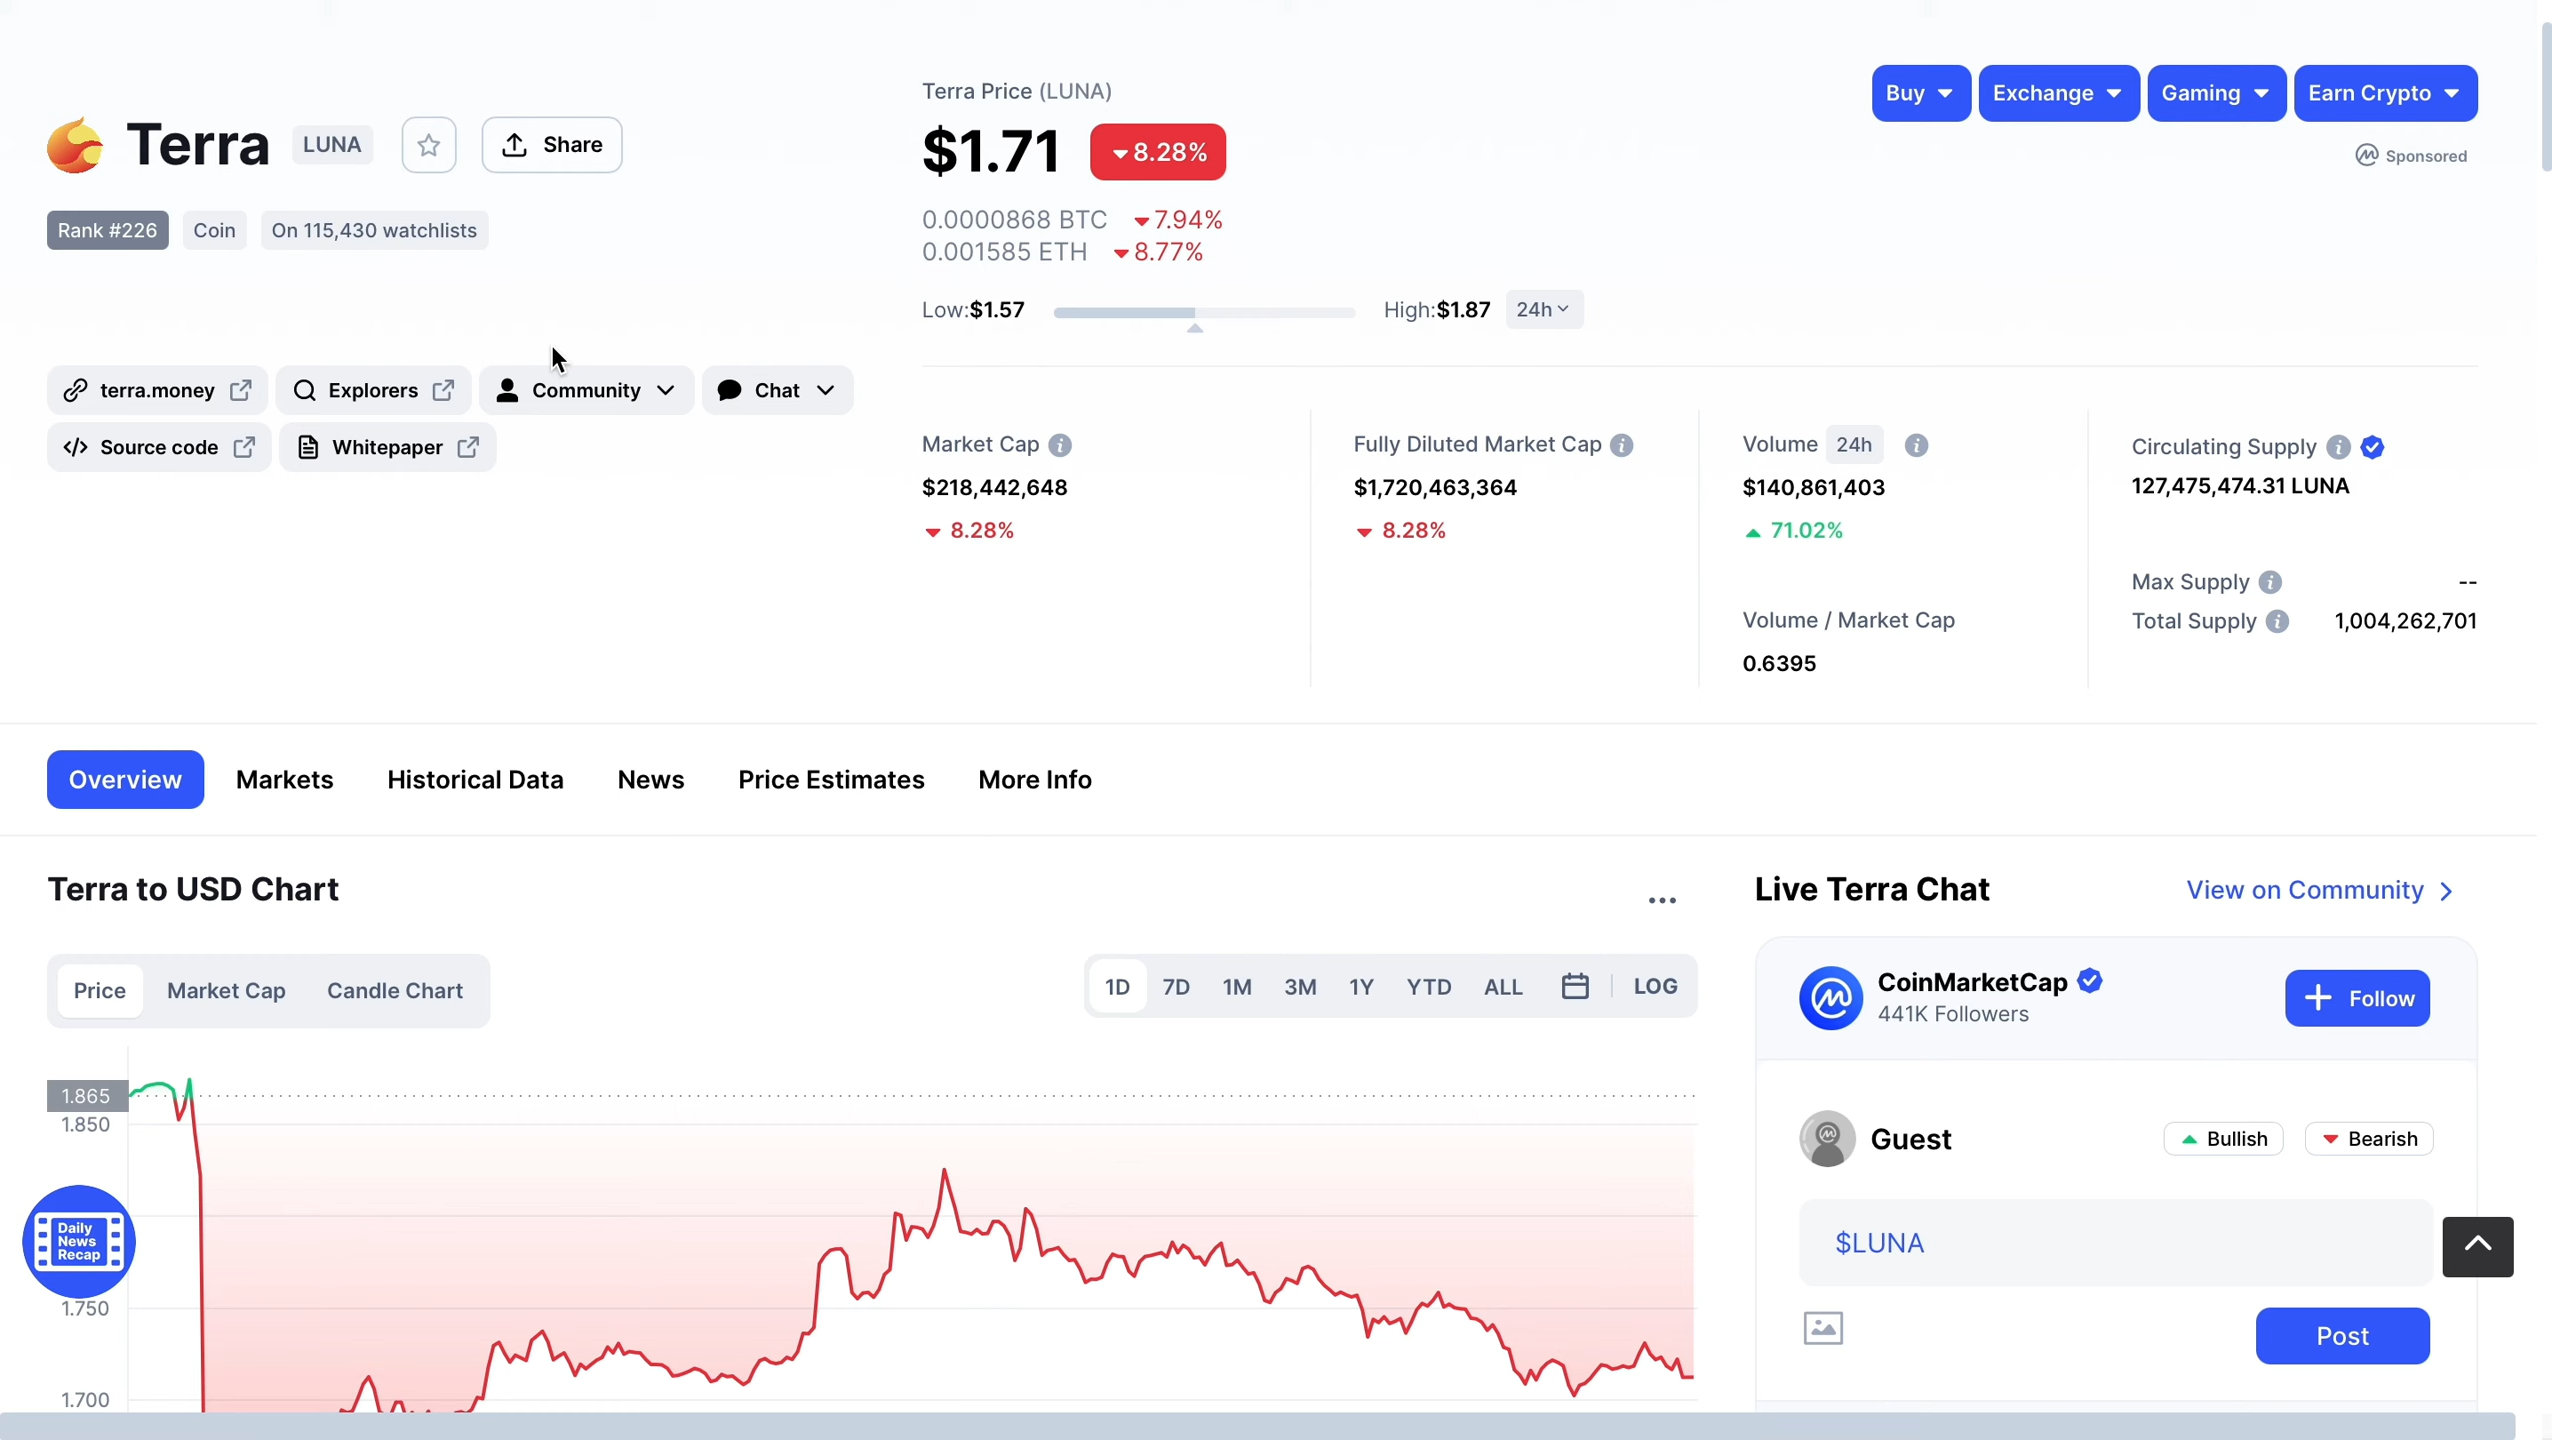 Terra LUNA Share
Rank #226 Coin On 115,430 watchlists
terra.money Explorers Community Chat
Source code Whitepaper
Terra Price (LUNA)
$1.71 8.28%
0.0000868 BTC 7.94%
0.001585 ETH 8.77%
Low:$1.57 High:$1.87 24h
Buy Exchange Gaming Earn Crypto
Sponsored
Market Cap
$218,442,648
8.28%
Fully Diluted Market Cap
$1,720,463,364
8.28%
Volume 24h
$140,861,403
71.02%
Volume / Market Cap
0.6395
Circulating Supply
127,475,474.31 LUNA
Max Supply --
Total Supply 1,004,262,701
Overview Markets Historical Data News Price Estimates More Info
Terra to USD Chart
Price Market Cap Candle Chart
1D 7D 1M 3M 1Y YTD ALL LOG
1.865
1.850
Daily
News
Recap
1.750
1.700
Live Terra Chat View on Community
CoinMarketCap
441K Followers
Follow
Guest Bullish Bearish
$LUNA
Post